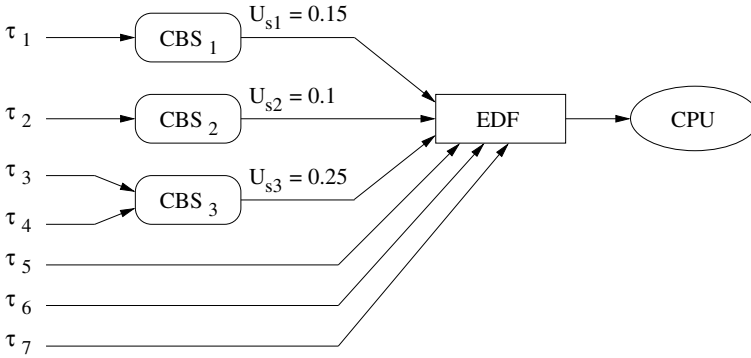 τ 1 CBS 1 U s1 = 0.15
τ 2 CBS 2 U s2 = 0.1 EDF CPU
τ 3
CBS 3 U s3 = 0.25
τ 4
τ 5
τ 6
τ 7